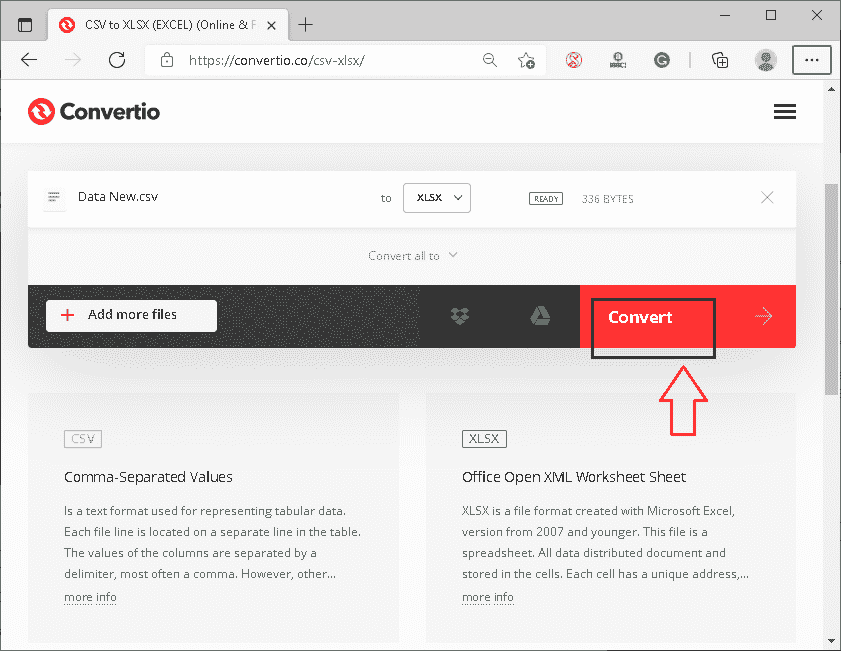 CSV to XLSX (EXCEL) (Online & F
https://convertio.co/csv-xlsx/
Convertio
Data New.csv to XLSX READY 336 BYTES
Convert all to
Add more files Convert
CSV
Comma-Separated Values
Is a text format used for representing tabular data.
Each file line is located on a separate line in the table.
The values of the columns are separated by a
delimiter, most often a comma. However, other...
more info
XLSX
Office Open XML Worksheet Sheet
XLSX is a file format created with Microsoft Excel,
version from 2007 and younger. This file is a
spreadsheet. All data distributed document and
stored in the cells. Each cell has a unique address,...
more info